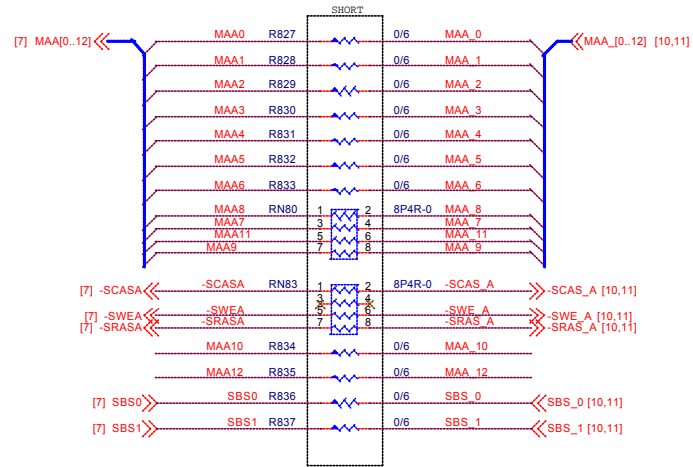 SHORT
[7] MAA[0..12] MAA0 R827 0/6 MAA_0 MAA_[0..12] [10,11]
MAA1 R828 0/6 MAA_1
MAA2 R829 0/6 MAA_2
MAA3 R830 0/6 MAA_3
MAA4 R831 0/6 MAA_4
MAA5 R832 0/6 MAA_5
MAA6 R833 0/6 MAA_6
MAA8 RN80 1 2 8P4R-0 MAA_8
MAA7 3 4 MAA_7
MAA11 5 6 MAA_11
MAA9 7 8 MAA_9
[7] -SCASA -SCASA RN83 1 2 8P4R-0 -SCAS_A -SCAS_A [10,11]
3 4
[7] -SWEA -SWEA 5 6 -SWE_A -SWE_A [10,11]
[7] -SRASA -SRASA 7 8 -SRAS_A -SRAS_A [10,11]
MAA10 R834 0/6 MAA_10
MAA12 R835 0/6 MAA_12
[7] SBS0 SBS0 R836 0/6 SBS_0 SBS_0 [10,11]
[7] SBS1 SBS1 R837 0/6 SBS_1 SBS_1 [10,11]